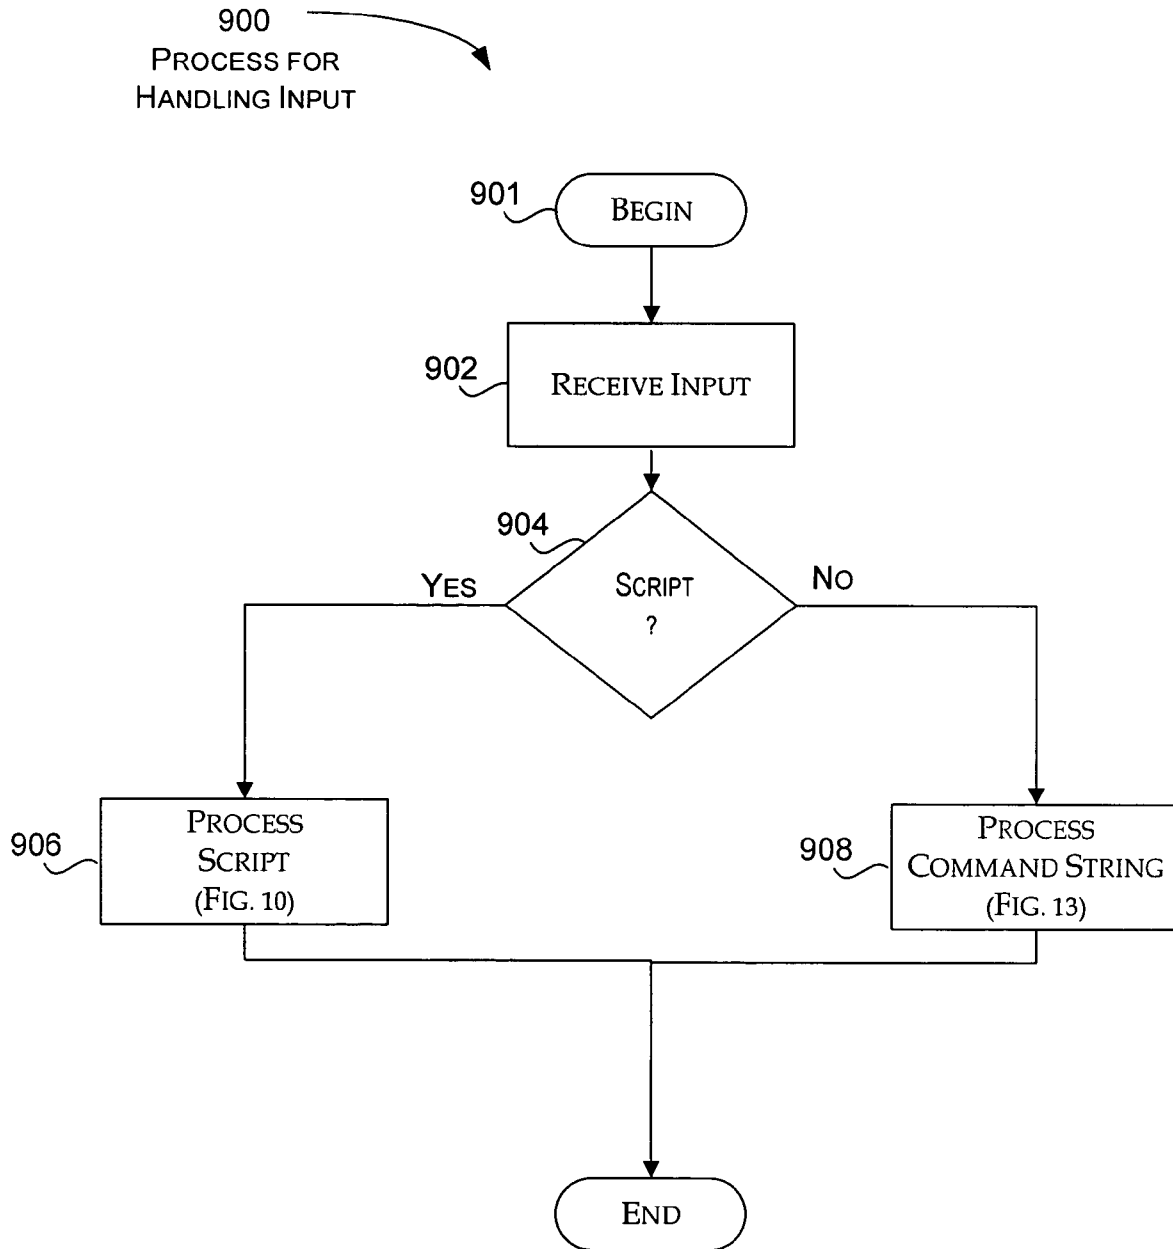 900
PROCESS FOR
HANDLING INPUT
901
BEGIN
902
RECEIVE INPUT
904
YES
SCRIPT
?
NO
906
PROCESS
SCRIPT
(FIG. 10)
908
PROCESS
COMMAND STRING
(FIG. 13)
END